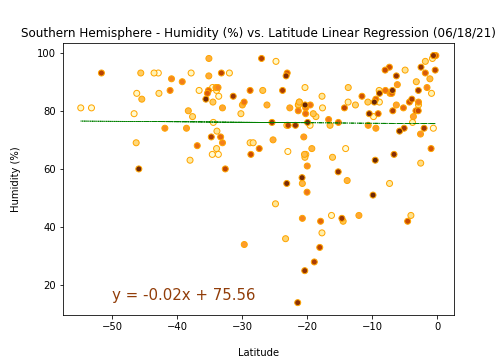 Southern Hemisphere - Humidity (%) vs. Latitude Linear Regression (06/18/21)
100
80
60
40
20
Humidity (%)
y = -0.02x + 75.56
−50
−40
−30
−20
−10
0
Latitude